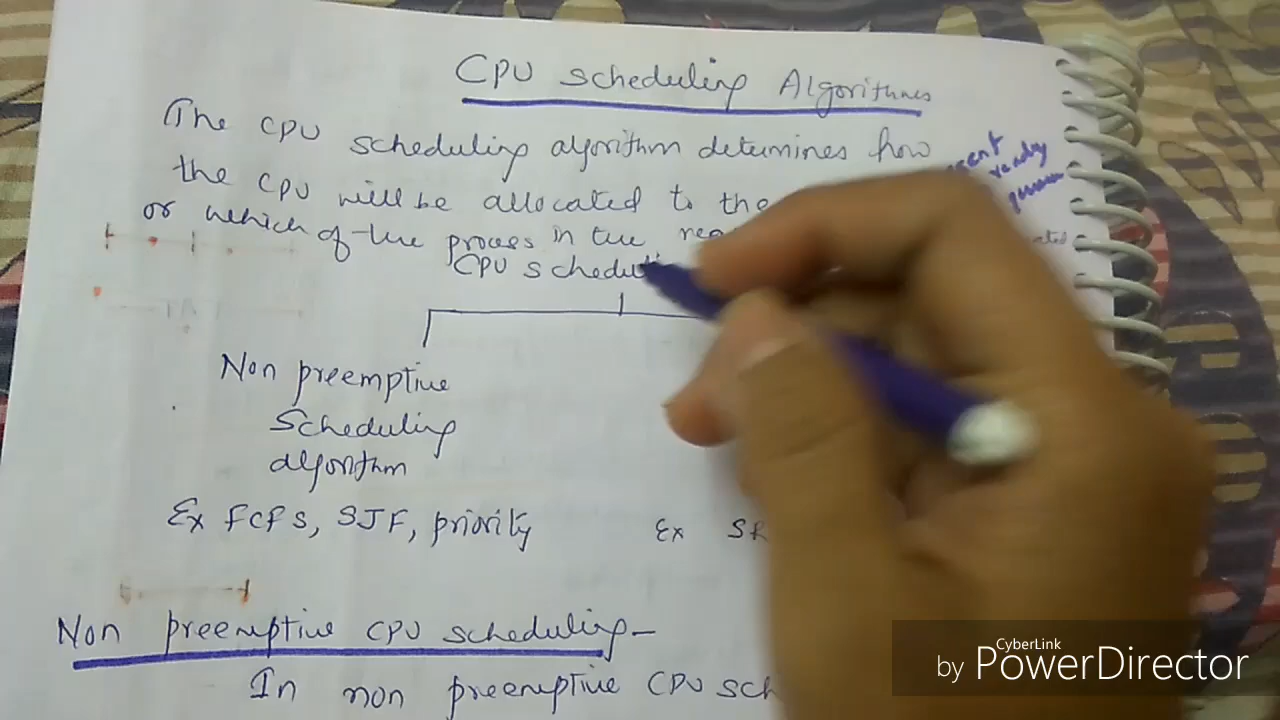 CPU Scheduling Algorithms
The CPU scheduling algorithm determines how
the CPU will be allocated to the
or which of the process in the
CPU
Non preemptive
Scheduling
algorithm
Ex FCFS, SJF, priority
Ex
Non preemptive CPU scheduling-
In non preemptive CPU
CyberLink
by PowerDirector